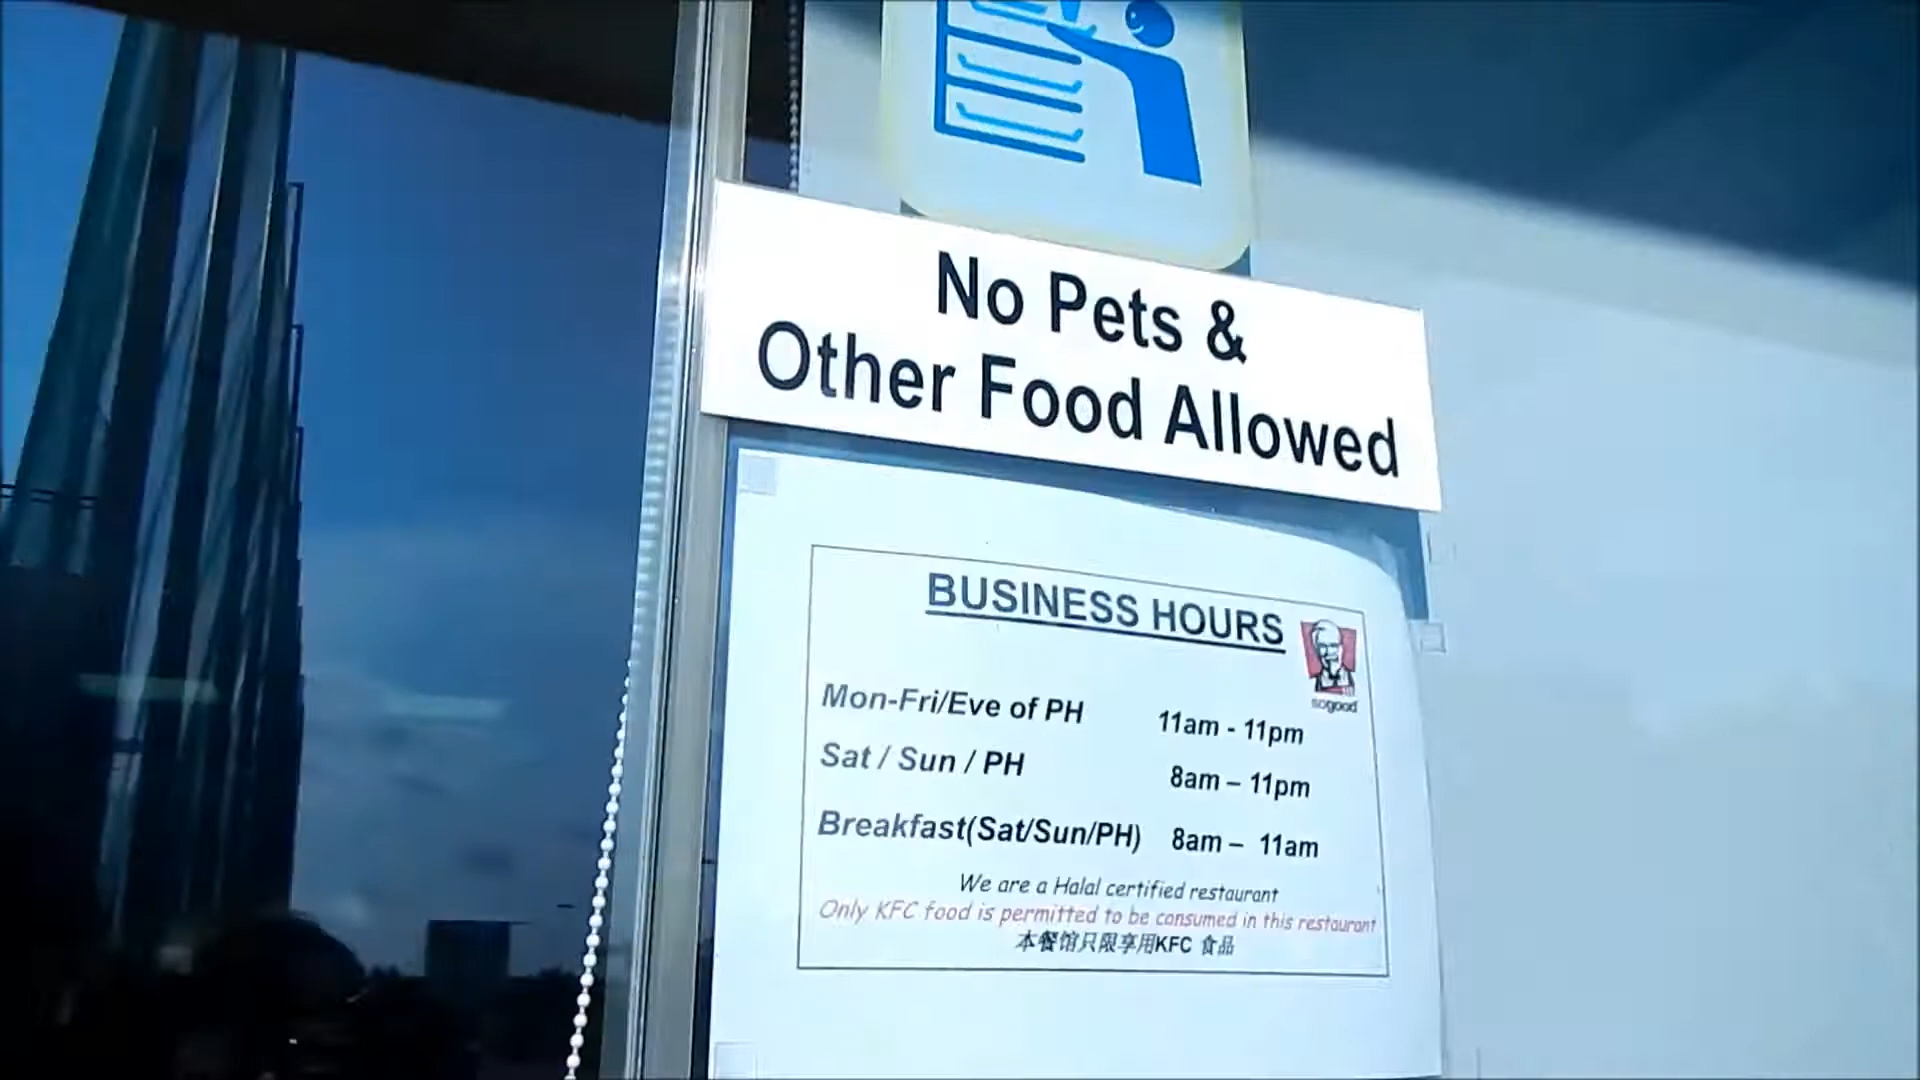 No Pets &
Other Food Allowed
BUSINESS HOURS
sogood
Mon-Fri/Eve of PH 11am - 11pm
Sat / Sun / PH 8am – 11pm
Breakfast(Sat/Sun/PH) 8am – 11am
We are a Halal certified restaurant
Only KFC food is permitted to be consumed in this restaurant
本餐馆只限享用KFC 食品